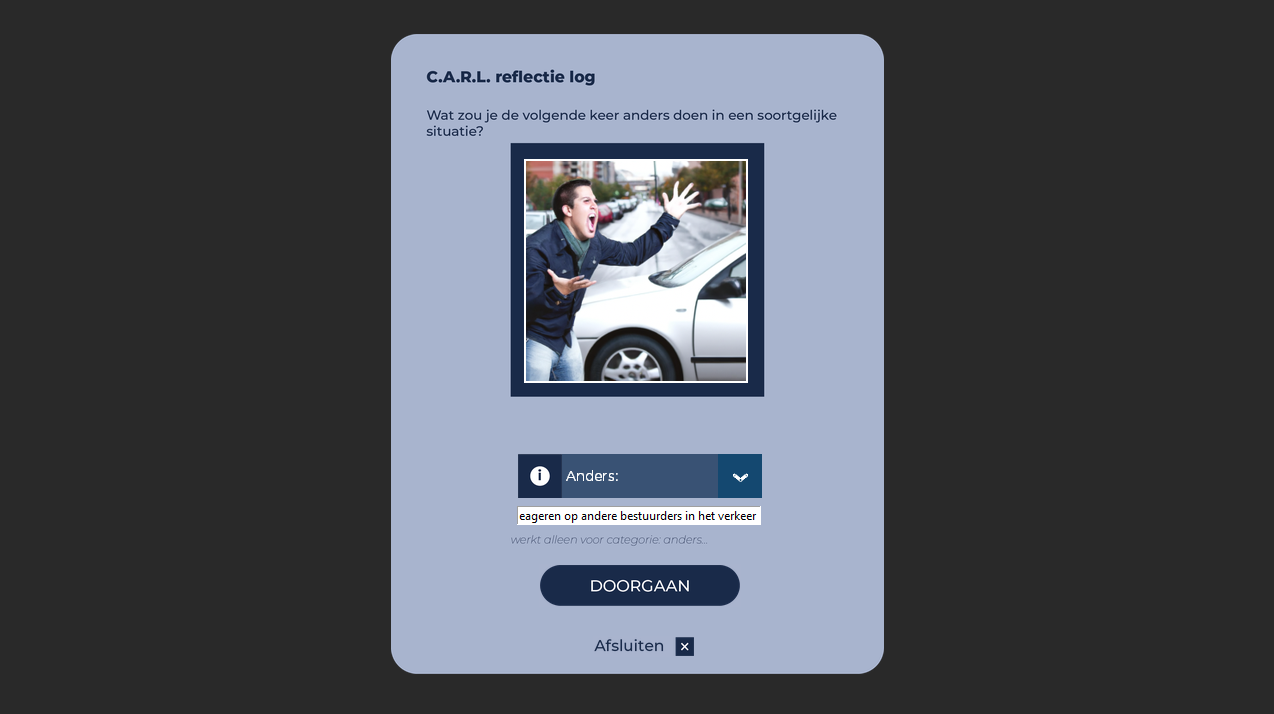 C.A.R.L. reflectie log
Wat zou je de volgende keer anders doen in een soortgelijke
situatie?
Anders:
eageren op andere bestuurders in het verkeer
werkt alleen voor categorie: anders...
DOORGAAN
Afsluiten